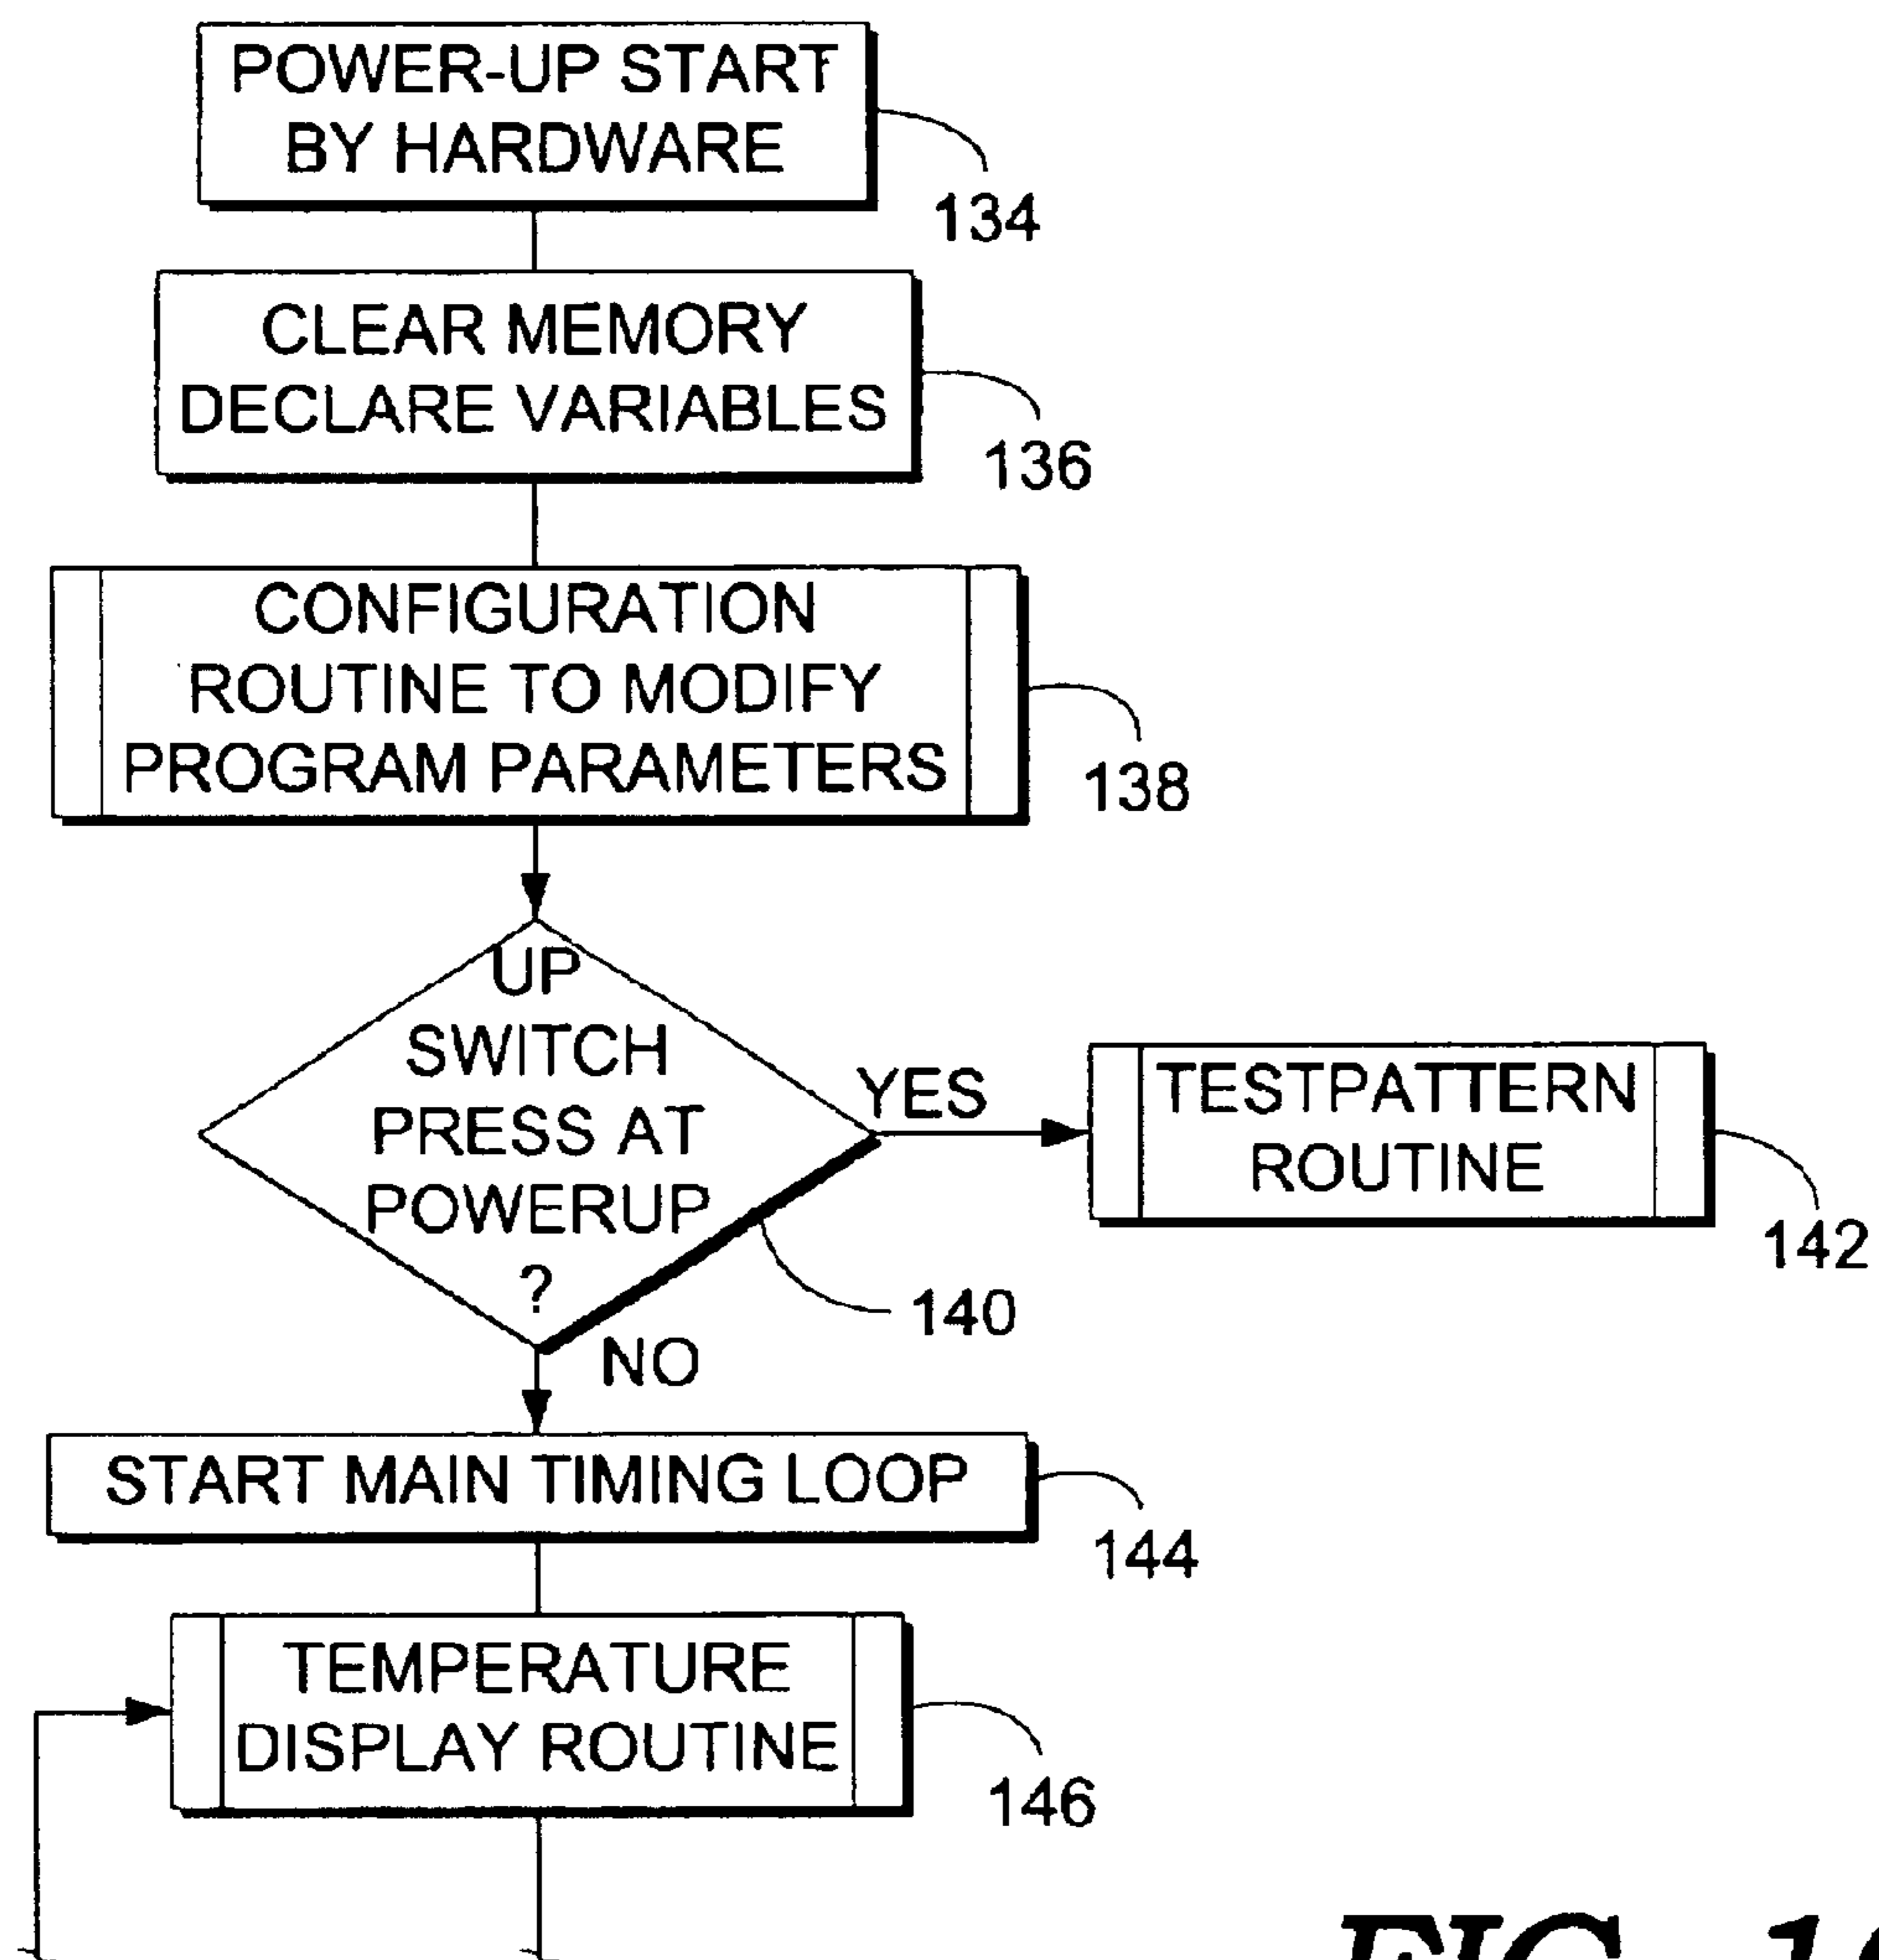 POWER-UP START
BY HARDWARE
134
CLEAR MEMORY
DECLARE VARIABLES
136
CONFIGURATION
ROUTINE TO MODIFY
PROGRAM PARAMETERS
138
UP
SWITCH
PRESS AT
POWERUP
?
YES
TESTPATTERN
ROUTINE
142
140
NO
START MAIN TIMING LOOP
144
TEMPERATURE
DISPLAY ROUTINE
146
FIG.